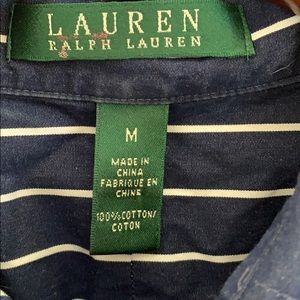 LAUREN
RALPH LAUREN
M
MADE IN
CHINA
FABRIQUE EN
CHINE
100%COTTON/
COTON